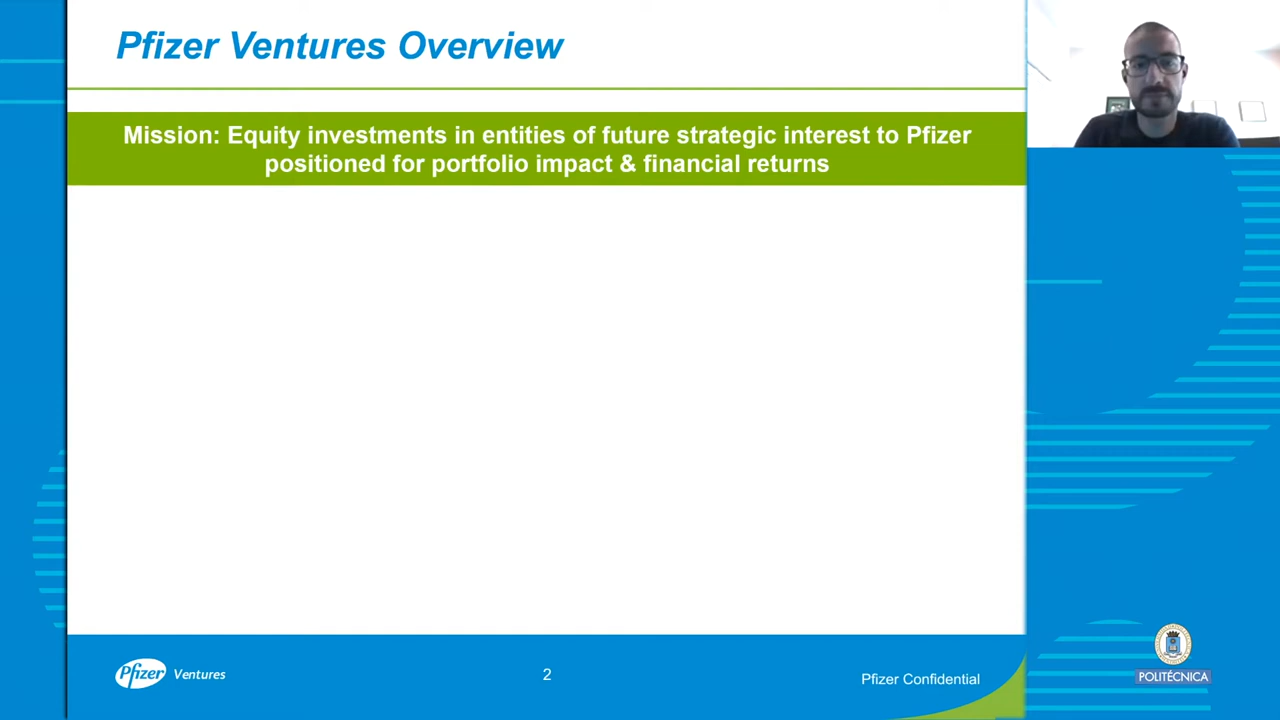 Pfizer Ventures Overview
Mission: Equity investments in entities of future strategic interest to Pfizer
positioned for portfolio impact & financial returns
Pfizer Ventures
2
Pfizer Confidential
POLITÉCNICA